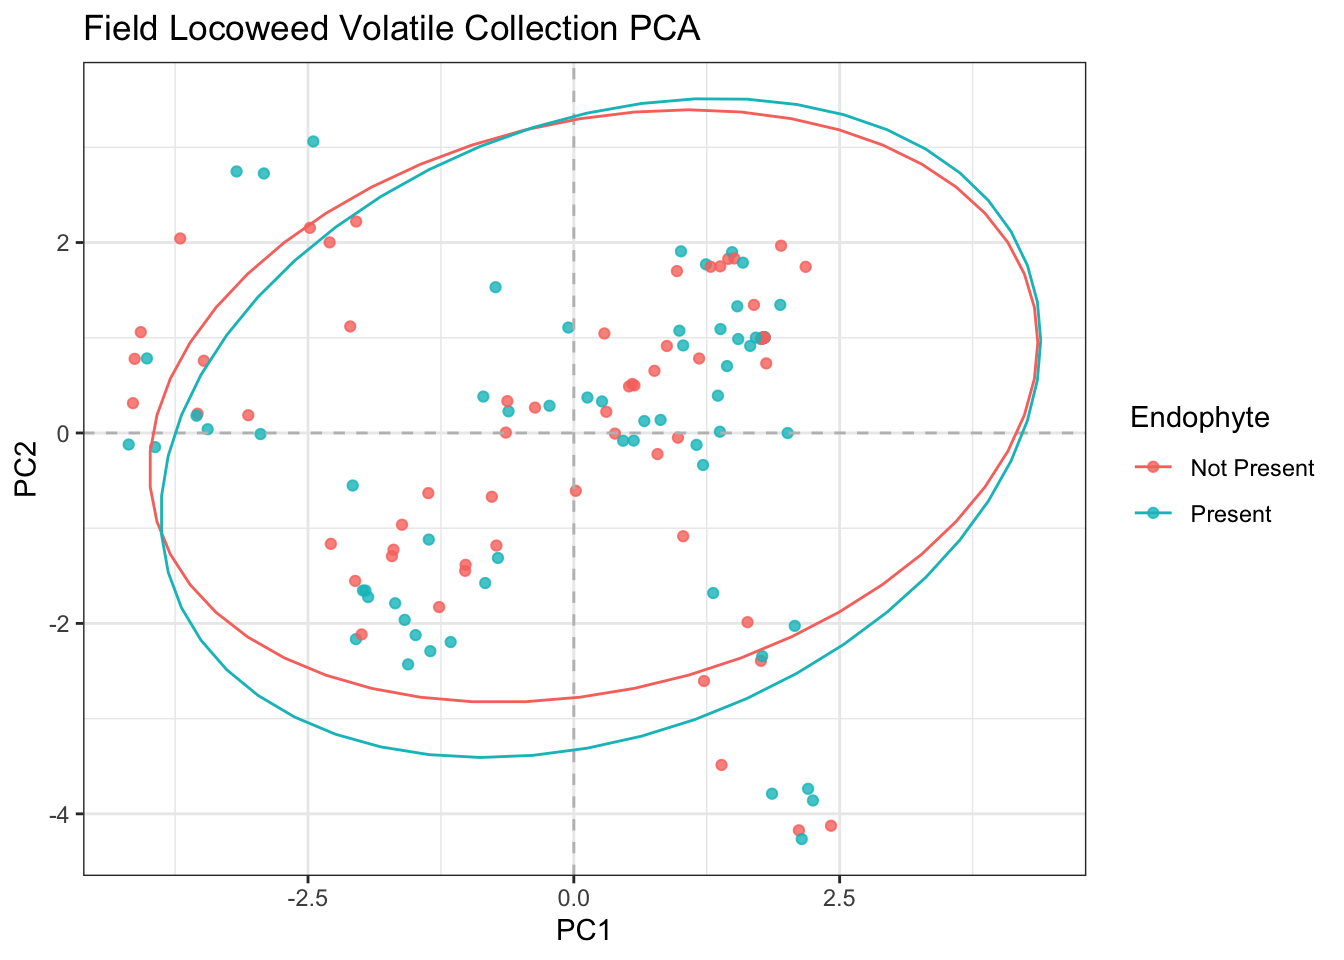 Field Locoweed Volatile Collection PCA
2
0
-2
-4
PC2
-2.5
0.0
2.5
PC1
Endophyte
Not Present
Present